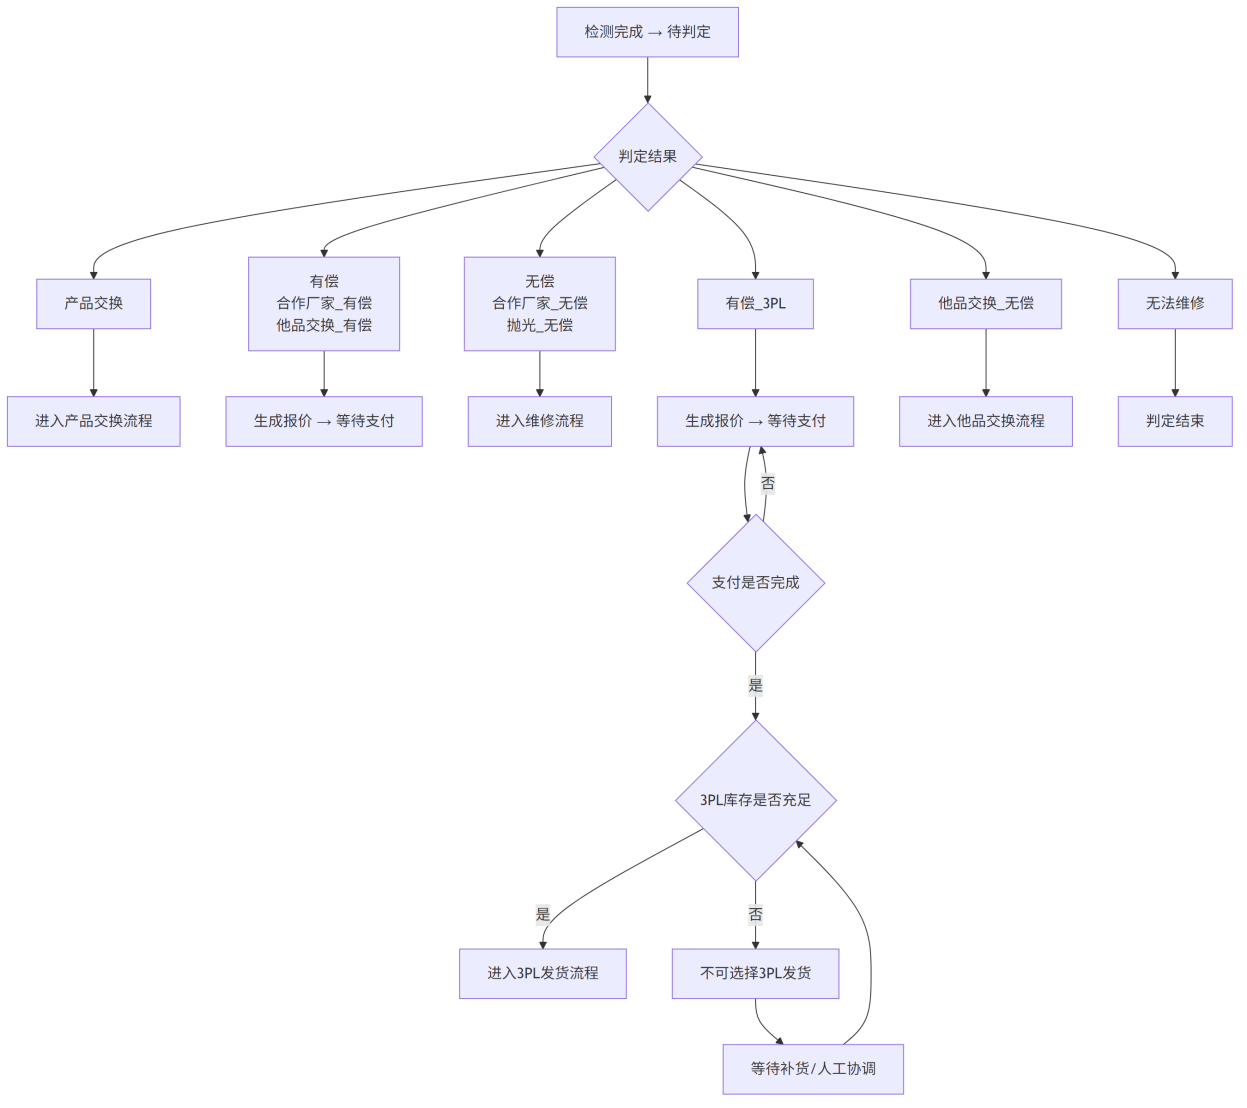 检测完成 → 待判定
判定结果
产品交换
有偿
合作厂家_有偿
他品交换_有偿
无偿
合作厂家_无偿
抛光_无偿
有偿_3PL
他品交换_无偿
无法维修
进入产品交换流程
生成报价 → 等待支付
进入维修流程
生成报价 → 等待支付
进入他品交换流程
判定结束
否
支付是否完成
是
3PL库存是否充足
是
否
进入3PL发货流程
不可选择3PL发货
等待补货/人工协调